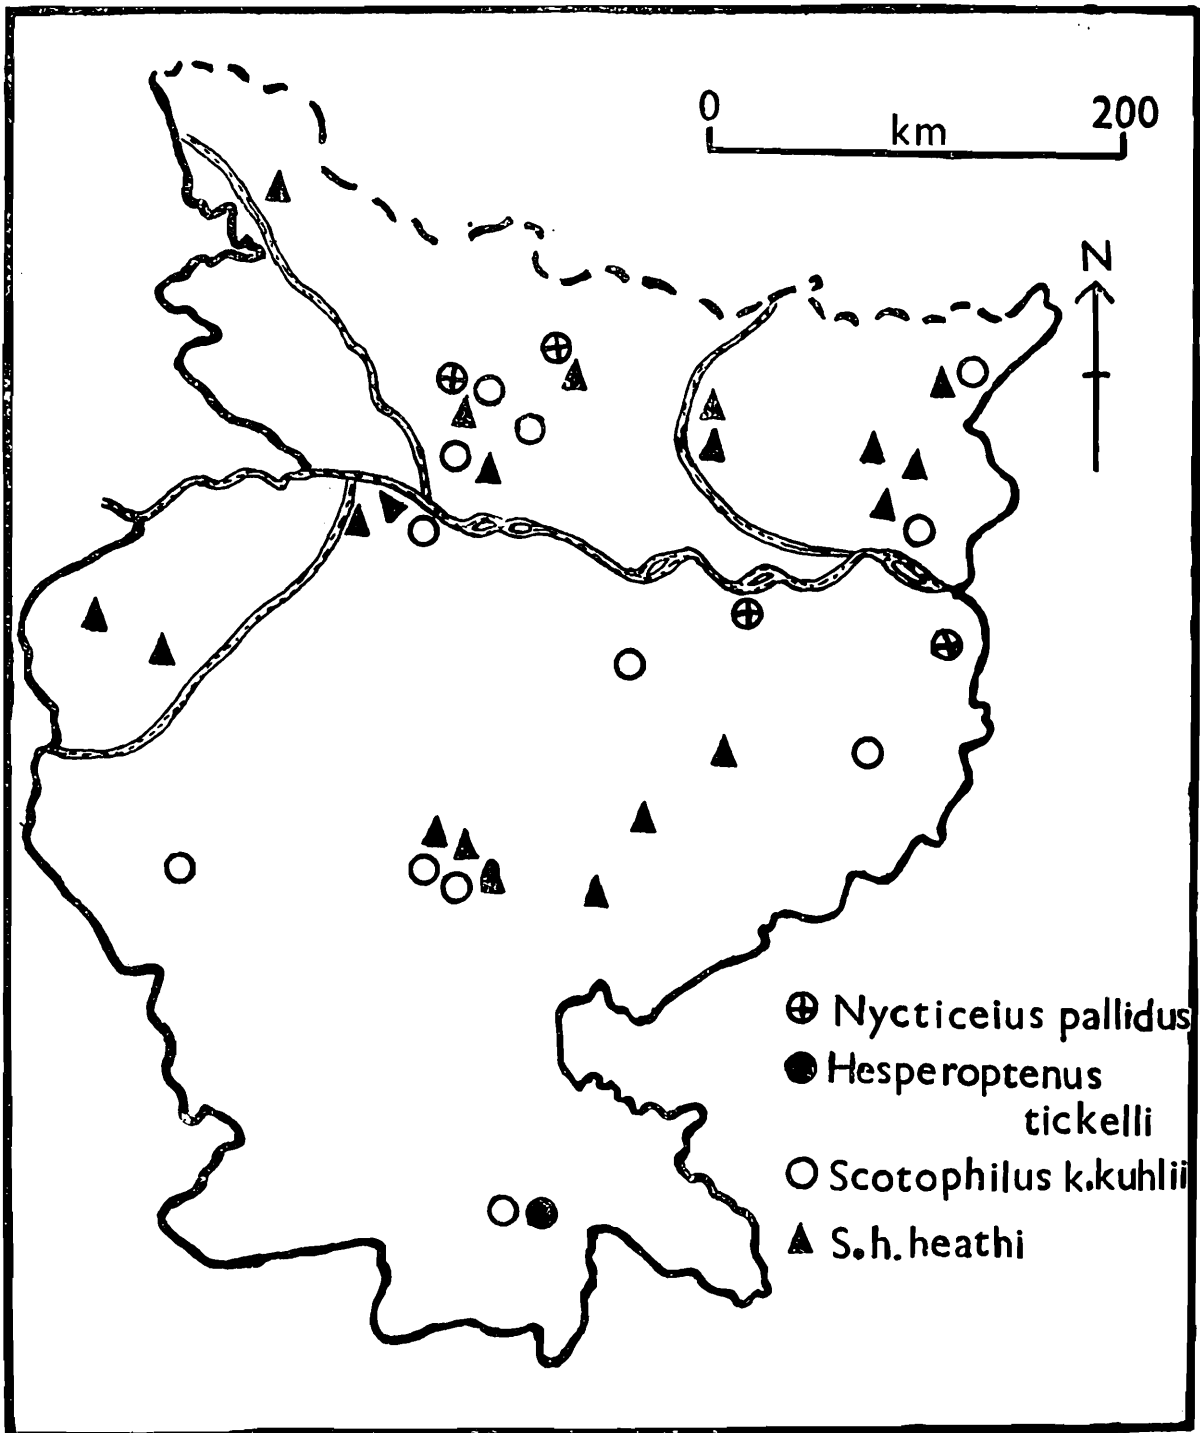 0 200
km
N
Nycticeius pallidus
Hesperoptenus
tickelli
Scotophilus k.kuhlii
S.h.heathi